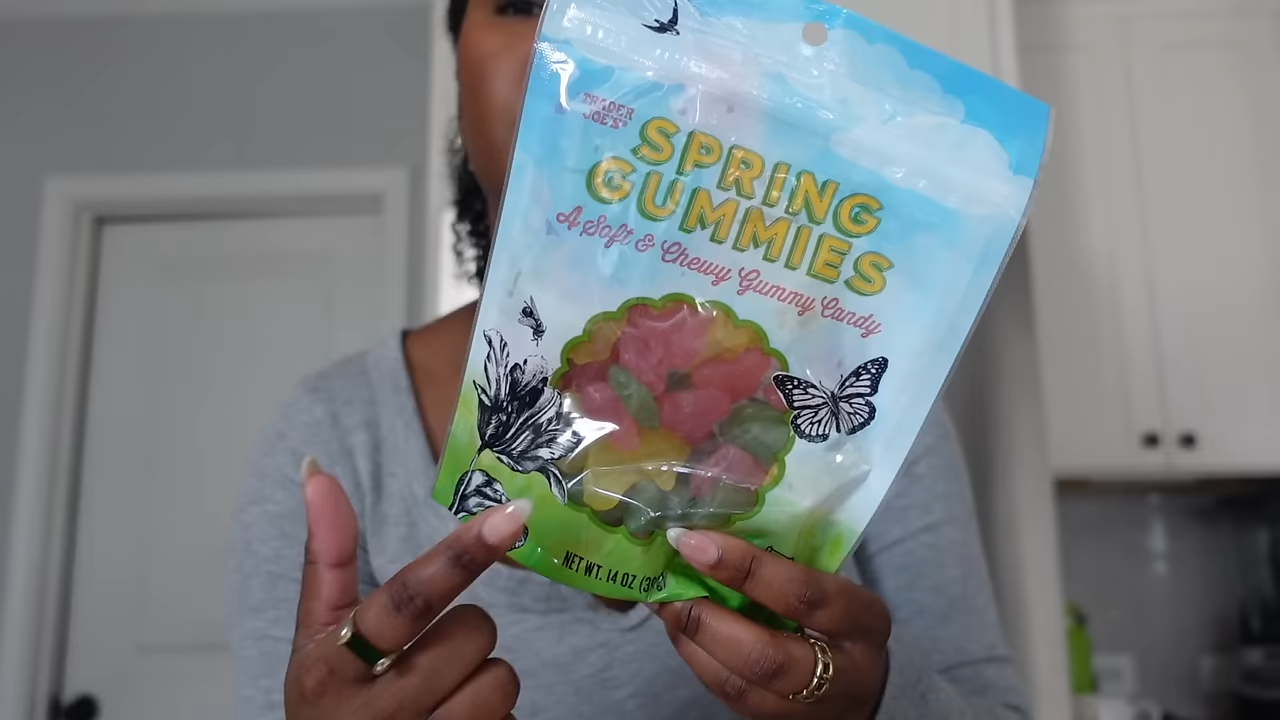 TRADER
JOE'S
SPRING
GUMMIES
A Soft & Chewy Gummy Candy
NET WT. 14 OZ